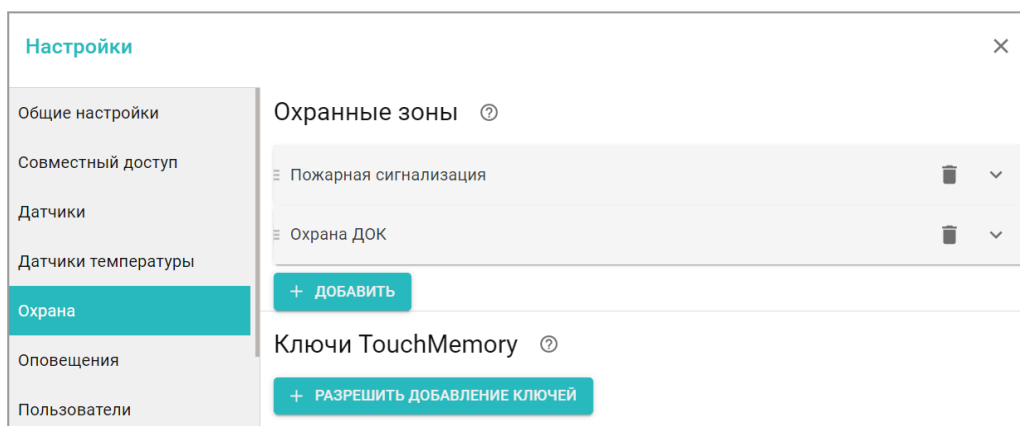 Настройки
Общие настройки
Совместный доступ
Датчики
Датчики температуры
Охрана
Оповещения
Пользователи
Охранные зоны
Пожарная сигнализация
Охрана ДОК
+ ДОБАВИТЬ
Ключи TouchMemory
+ РАЗРЕШИТЬ ДОБАВЛЕНИЕ КЛЮЧЕЙ